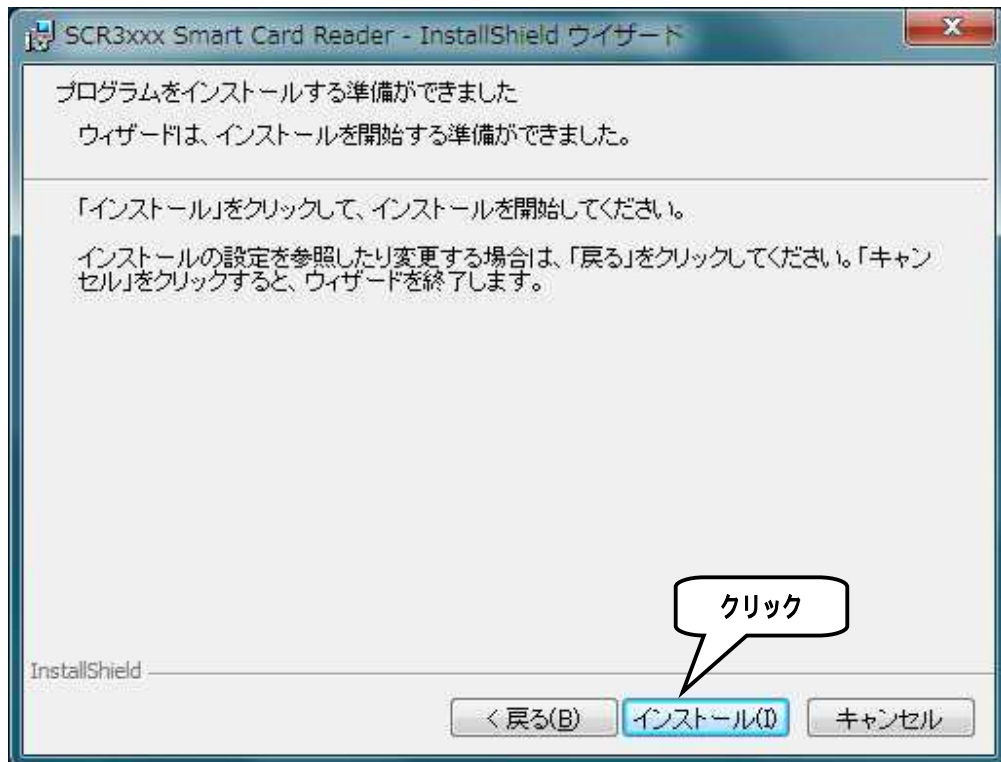 SCR3xxx Smart Card Reader - InstallShield ウイザード
x
プログラムをインストールする準備ができました
ウィザードは、インストールを開始する準備ができました。
「インストール」をクリックして、インストールを開始してください。
インストールの設定を参照したり変更する場合は、「戻る」をクリックしてください。「キャン
セル」をクリックすると、ウィザードを終了します。
クリック
InstallShield
< 戻る(B) インストール(I) キャンセル